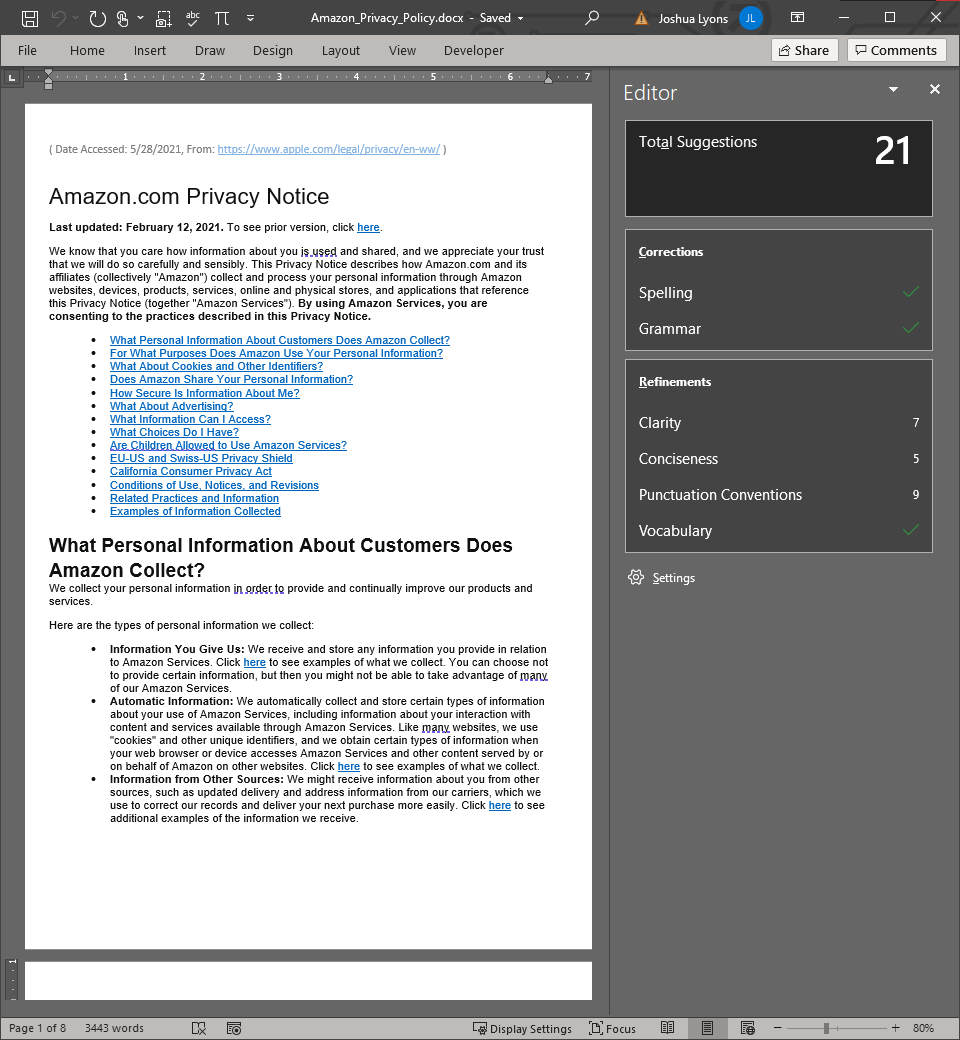 abc
Amazon_Privacy_Policy.docx - Saved
Joshua Lyons JL
File Home Insert Draw Design Layout View Developer Share Comments
L 1 2 3 4 5 6 7
( Date Accessed: 5/28/2021, From: https://www.apple.com/legal/privacy/en-ww/ )
Amazon.com Privacy Notice
Last updated: February 12, 2021. To see prior version, click here.
We know that you care how information about you is used and shared, and we appreciate your trust
that we will do so carefully and sensibly. This Privacy Notice describes how Amazon.com and its
affiliates (collectively "Amazon") collect and process your personal information through Amazon
websites, devices, products, services, online and physical stores, and applications that reference
this Privacy Notice (together "Amazon Services"). By using Amazon Services, you are
consenting to the practices described in this Privacy Notice.
• What Personal Information About Customers Does Amazon Collect?
• For What Purposes Does Amazon Use Your Personal Information?
• What About Cookies and Other Identifiers?
• Does Amazon Share Your Personal Information?
• How Secure Is Information About Me?
• What About Advertising?
• What Information Can I Access?
• What Choices Do I Have?
• Are Children Allowed to Use Amazon Services?
• EU-US and Swiss-US Privacy Shield
• California Consumer Privacy Act
• Conditions of Use, Notices, and Revisions
• Related Practices and Information
• Examples of Information Collected
What Personal Information About Customers Does
Amazon Collect?
We collect your personal information in order to provide and continually improve our products and
services.
Here are the types of personal information we collect:
• Information You Give Us: We receive and store any information you provide in relation
to Amazon Services. Click here to see examples of what we collect. You can choose not
to provide certain information, but then you might not be able to take advantage of many
of our Amazon Services.
• Automatic Information: We automatically collect and store certain types of information
about your use of Amazon Services, including information about your interaction with
content and services available through Amazon Services. Like many websites, we use
"cookies" and other unique identifiers, and we obtain certain types of information when
your web browser or device accesses Amazon Services and other content served by or
on behalf of Amazon on other websites. Click here to see examples of what we collect.
• Information from Other Sources: We might receive information about you from other
sources, such as updated delivery and address information from our carriers, which we
use to correct our records and deliver your next purchase more easily. Click here to see
additional examples of the information we receive.
Editor
Total Suggestions 21
Corrections
Spelling
Grammar
Refinements
Clarity 7
Conciseness 5
Punctuation Conventions 9
Vocabulary
Settings
1
Page 1 of 8 3443 words Display Settings Focus 80%